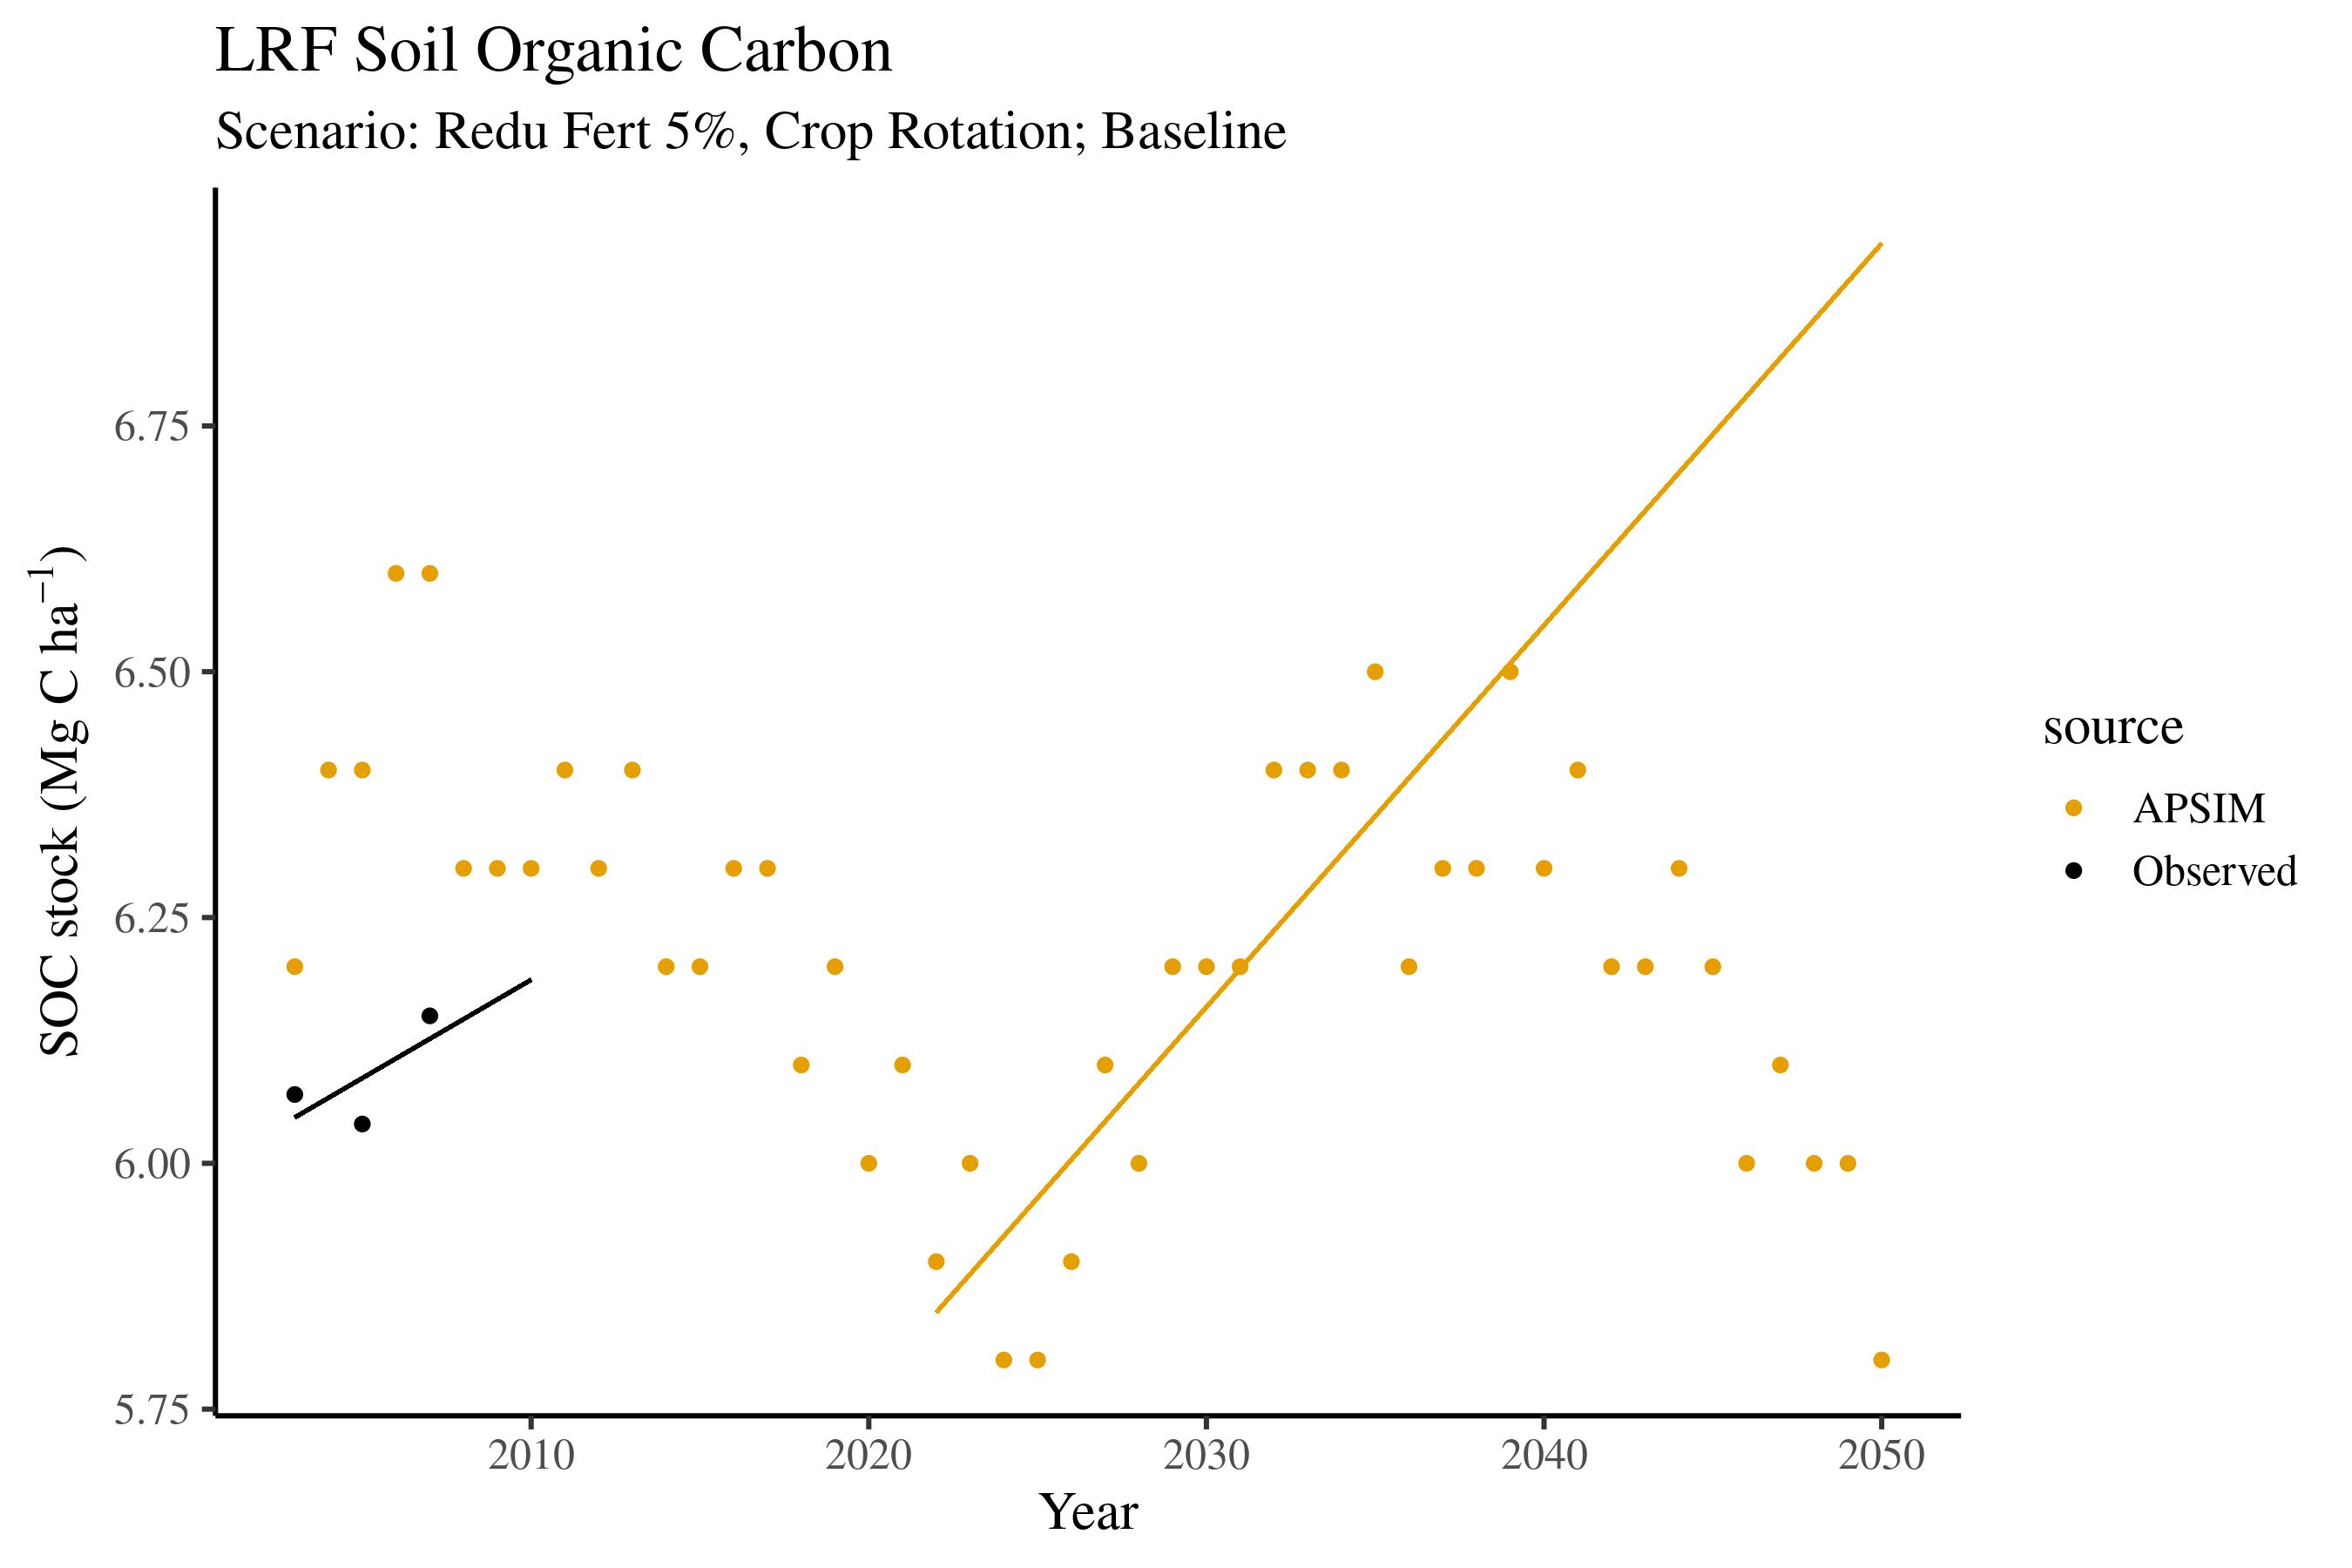 LRF Soil Organic Carbon
Scenario: Redu Fert 5%, Crop Rotation; Baseline
SOC stock (Mg C ha⁻¹)
6.75
6.50
6.25
6.00
5.75
2010 2020 2030 2040 2050
Year
source
APSIM
Observed